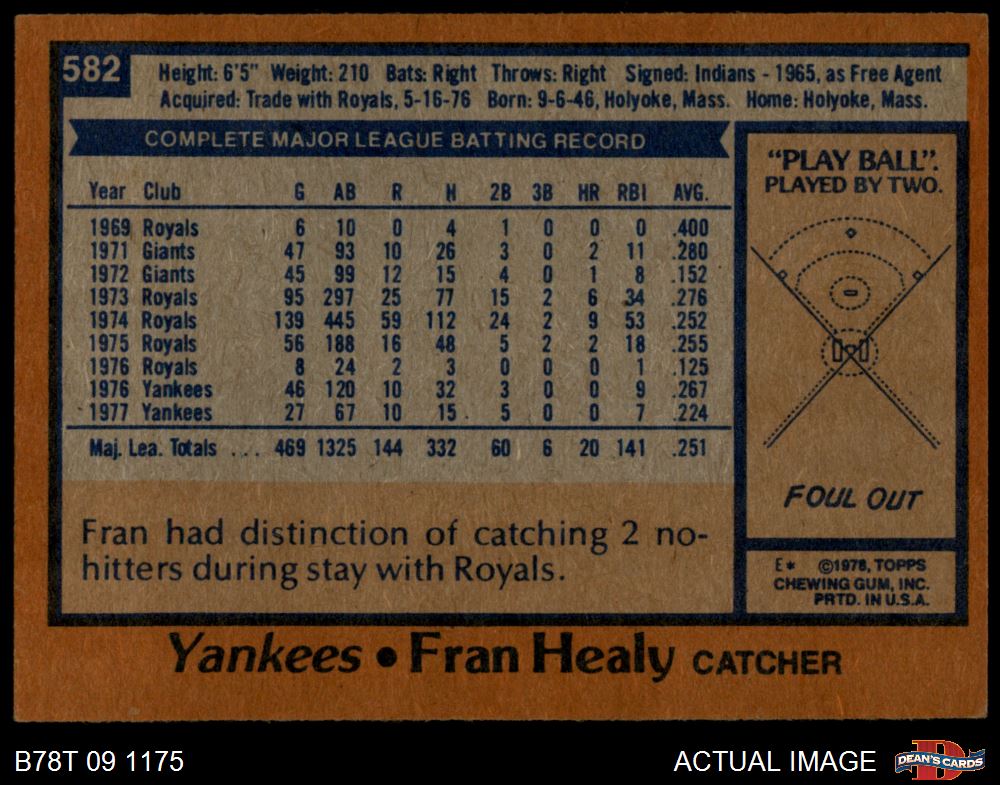 582
Height: 6'5" Weight: 210 Bats: Right Throws: Right Signed: Indians - 1965, as Free Agent
Acquired: Trade with Royals, 5-16-76 Born: 9-6-46, Holyoke, Mass. Home: Holyoke, Mass.
COMPLETE MAJOR LEAGUE BATTING RECORD
Year Club G AB R H 2B 3B HR RBI AVG.
1969 Royals 6 10 0 4 1 0 0 0 .400
1971 Giants 47 93 10 26 3 0 2 11 .280
1972 Giants 45 99 12 15 4 0 1 8 .152
1973 Royals 95 297 25 77 15 2 6 34 .276
1974 Royals 139 445 59 112 24 2 9 53 .252
1975 Royals 56 188 16 48 5 2 2 18 .255
1976 Royals 8 24 2 3 0 0 0 1 .125
1976 Yankees 46 120 10 32 3 0 0 9 .267
1977 Yankees 27 67 10 15 5 0 0 7 .224
Maj. Lea. Totals ... 469 1325 144 332 60 6 20 141 .251
Fran had distinction of catching 2 no-
hitters during stay with Royals.
"PLAY BALL".
PLAYED BY TWO.
FOUL OUT
E* ©1978, TOPPS
CHEWING GUM, INC.
PRTD. IN U.S.A.
Yankees • Fran Healy CATCHER
B78T 09 1175
ACTUAL IMAGE
D
DEAN'S CARDS